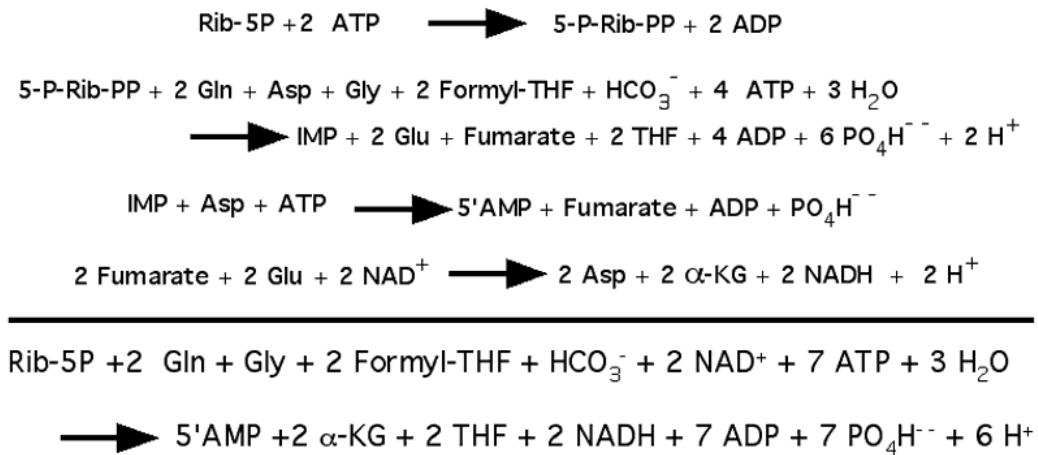 Rib-5P +2 ATP ⟶ 5-P-Rib-PP + 2 ADP
5-P-Rib-PP + 2 Gln + Asp + Gly + 2 Formyl-THF + HCO₃⁻ + 4 ATP + 3 H₂O
⟶ IMP + 2 Glu + Fumarate + 2 THF + 4 ADP + 6 PO₄H⁻⁻ + 2 H⁺
IMP + Asp + ATP ⟶ 5'AMP + Fumarate + ADP + PO₄H⁻⁻
2 Fumarate + 2 Glu + 2 NAD⁺ ⟶ 2 Asp + 2 α-KG + 2 NADH + 2 H⁺
Rib-5P +2 Gln + Gly + 2 Formyl-THF + HCO₃⁻ + 2 NAD⁺ + 7 ATP + 3 H₂O
⟶ 5'AMP +2 α-KG + 2 THF + 2 NADH + 7 ADP + 7 PO₄H⁻⁻ + 6 H⁺